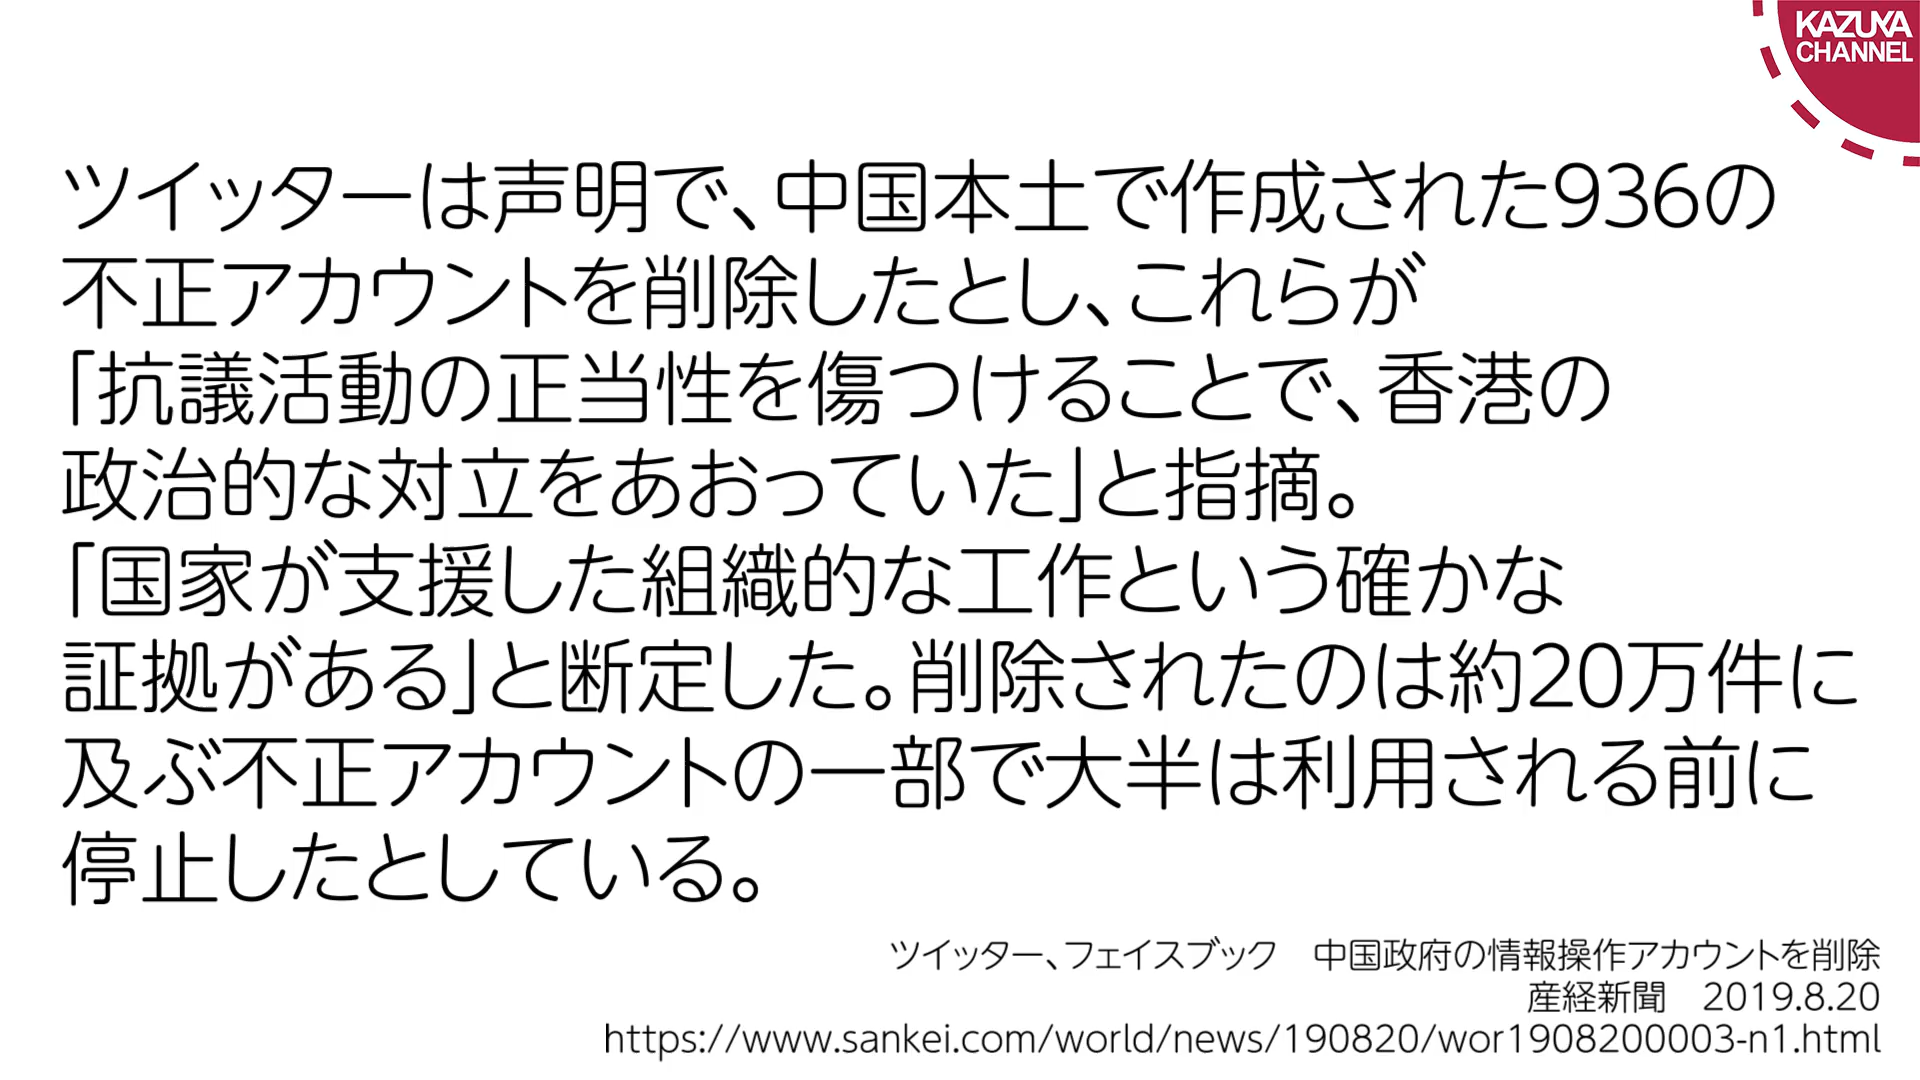 KAZUYA
CHANNEL
ツイッターは声明で、中国本土で作成された936の
不正アカウントを削除したとし、これらが
「抗議活動の正当性を傷つけることで、香港の
政治的な対立をあおっていた」と指摘。
「国家が支援した組織的な工作という確かな
証拠がある」と断定した。削除されたのは約20万件に
及ぶ不正アカウントの一部で大半は利用される前に
停止したとしている。
ツイッター、フェイスブック　中国政府の情報操作アカウントを削除
産経新聞　2019.8.20
https://www.sankei.com/world/news/190820/wor1908200003-n1.html